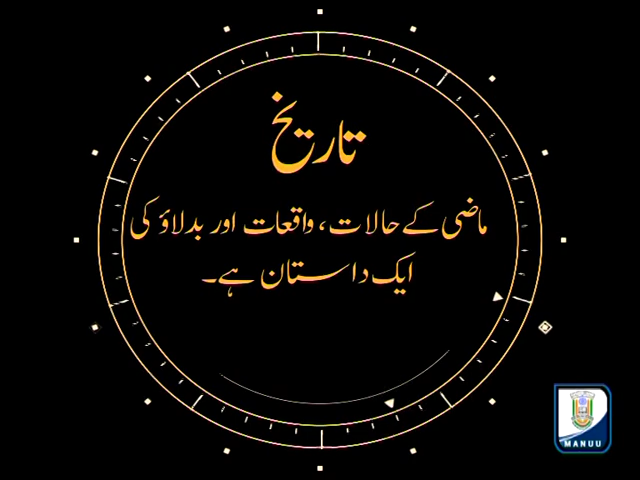 تاریخ
ماضی کے حالات، واقعات اور بدلاؤ کی
ایک داستان ہے۔
MANUU